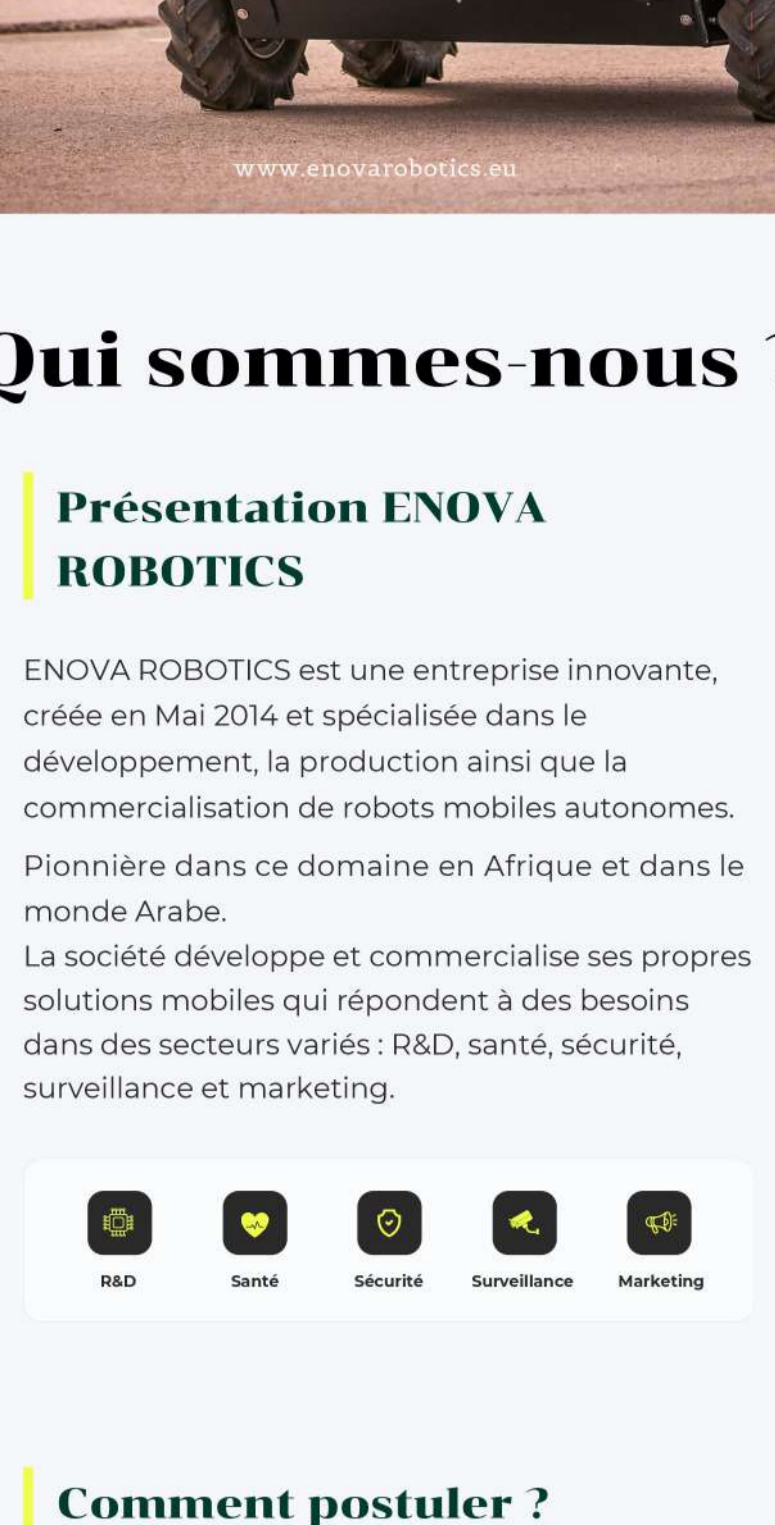 www.enovarobotics.eu
Qui sommes-nous ?
Présentation ENOVA
ROBOTICS
ENOVA ROBOTICS est une entreprise innovante,
créée en Mai 2014 et spécialisée dans le
développement, la production ainsi que la
commercialisation de robots mobiles autonomes.
Pionnière dans ce domaine en Afrique et dans le
monde Arabe.
La société développe et commercialise ses propres
solutions mobiles qui répondent à des besoins
dans des secteurs variés : R&D, santé, sécurité,
surveillance et marketing.
R&D Santé Sécurité Surveillance Marketing
Comment postuler ?